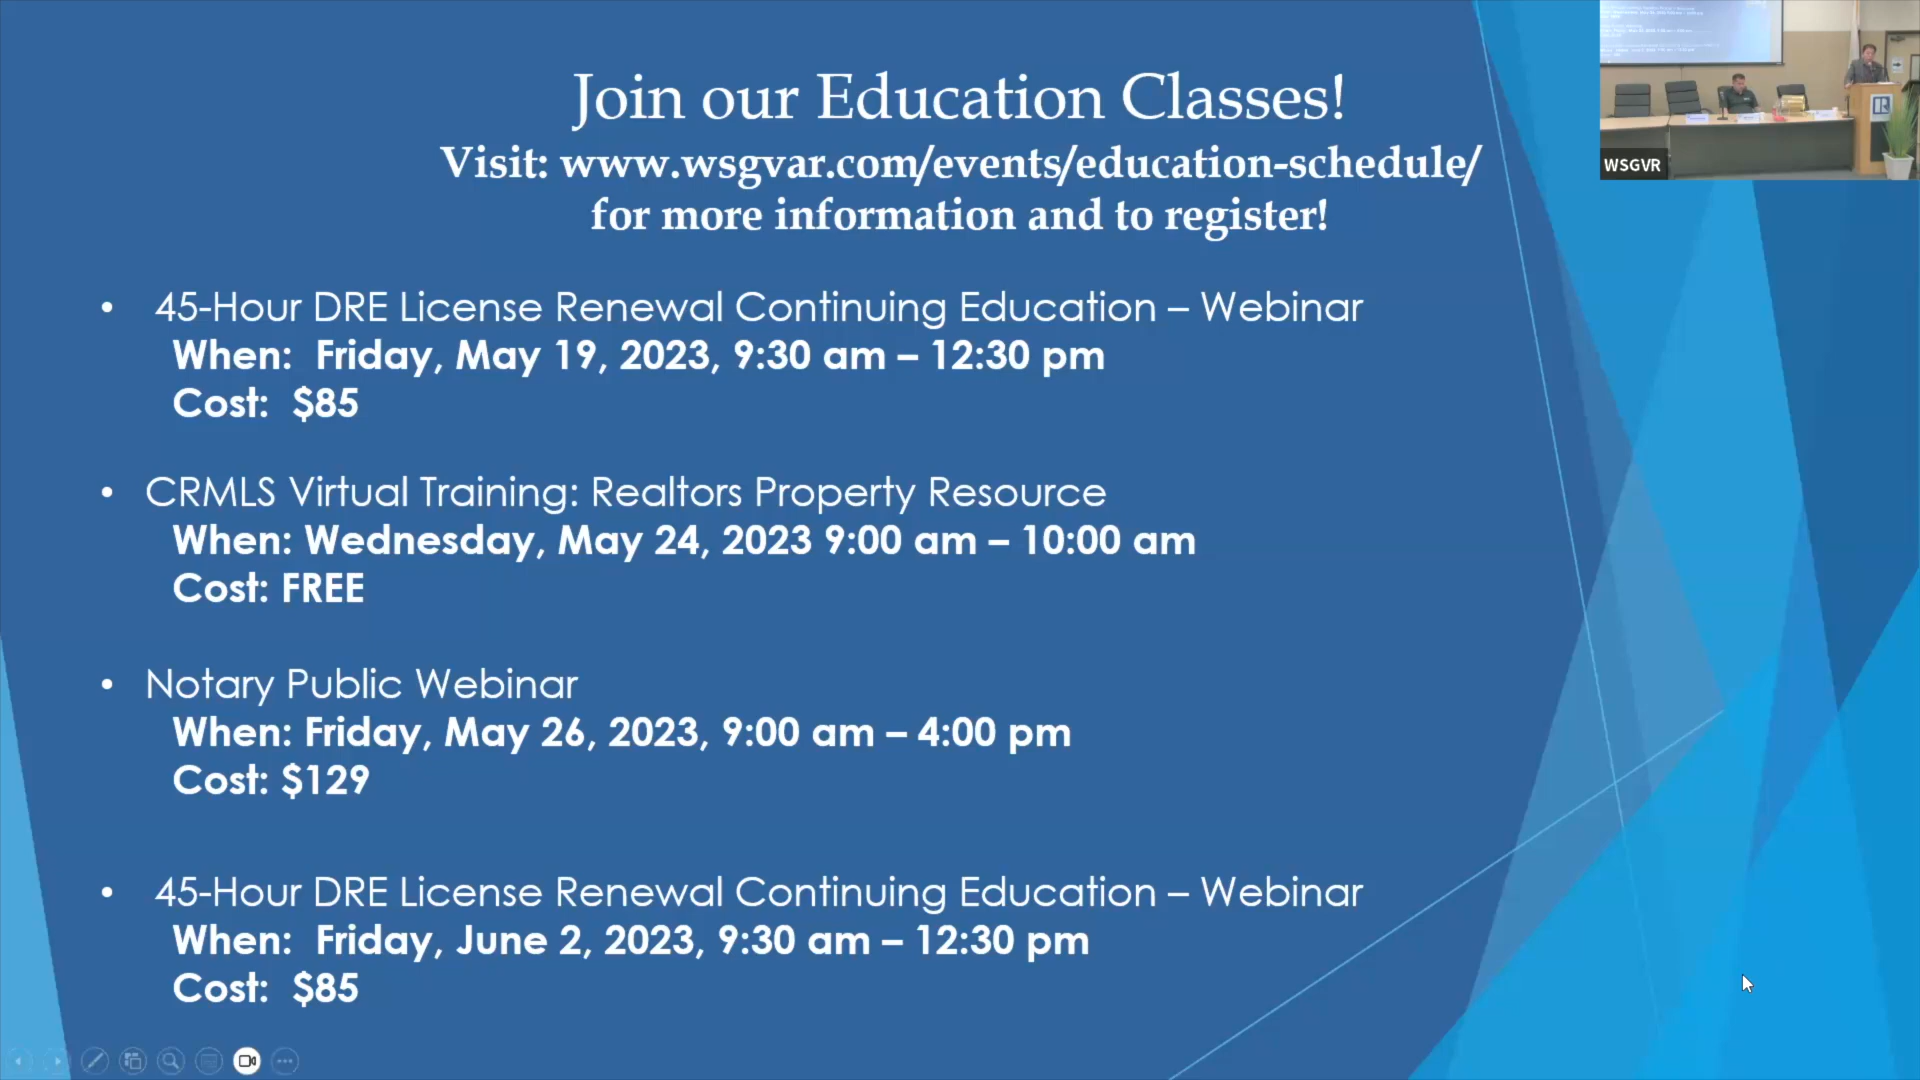 Join our Education Classes!
Visit: www.wsgvar.com/events/education-schedule/
for more information and to register!
• 45-Hour DRE License Renewal Continuing Education – Webinar
When: Friday, May 19, 2023, 9:30 am – 12:30 pm
Cost: $85
• CRMLS Virtual Training: Realtors Property Resource
When: Wednesday, May 24, 2023 9:00 am – 10:00 am
Cost: FREE
• Notary Public Webinar
When: Friday, May 26, 2023, 9:00 am – 4:00 pm
Cost: $129
• 45-Hour DRE License Renewal Continuing Education – Webinar
When: Friday, June 2, 2023, 9:30 am – 12:30 pm
Cost: $85
WSGVR